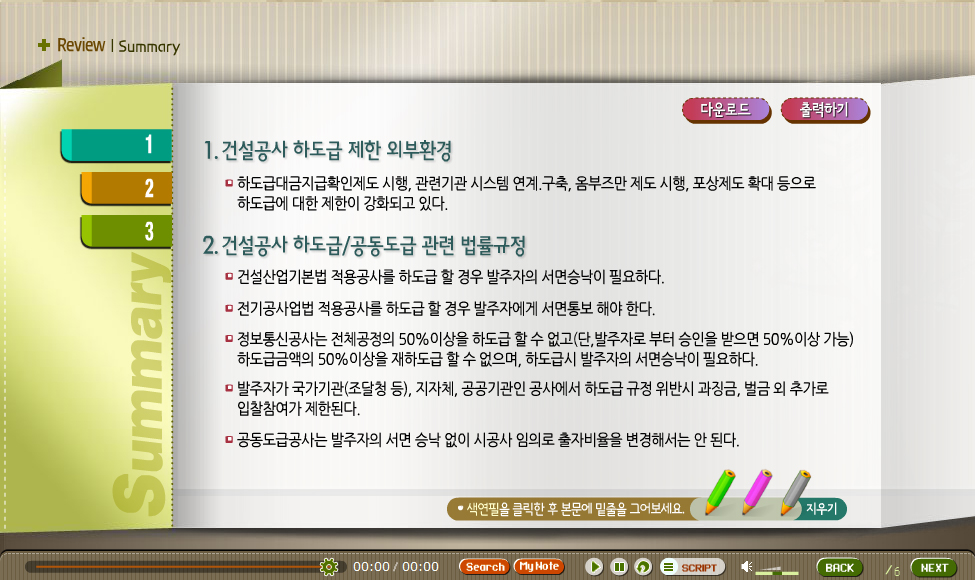 Review | Summary
다운로드 출력하기
1
2
3
Summary
1. 건설공사 하도급 제한 외부환경
하도급대금지급확인제도 시행, 관련기관 시스템 연계.구축, 옴부즈만 제도 시행, 포상제도 확대 등으로
하도급에 대한 제한이 강화되고 있다.
2. 건설공사 하도급/공동도급 관련 법률규정
건설산업기본법 적용공사를 하도급 할 경우 발주자의 서면승낙이 필요하다.
전기공사업법 적용공사를 하도급 할 경우 발주자에게 서면통보 해야 한다.
정보통신공사는 전체공정의 50%이상을 하도급 할 수 없고(단,발주자로 부터 승인을 받으면 50%이상 가능)
하도급금액의 50%이상을 재하도급 할 수 없으며, 하도급시 발주자의 서면승낙이 필요하다.
발주자가 국가기관(조달청 등), 지자체, 공공기관인 공사에서 하도급 규정 위반시 과징금, 벌금 외 추가로
입찰참여가 제한된다.
공동도급공사는 발주자의 서면 승낙 없이 시공사 임의로 출자비율을 변경해서는 안 된다.
• 색연필을 클릭한 후 본문에 밑줄을 그어보세요. 지우기
00:00 / 00:00 Search My Note SCRIPT BACK / 6 NEXT